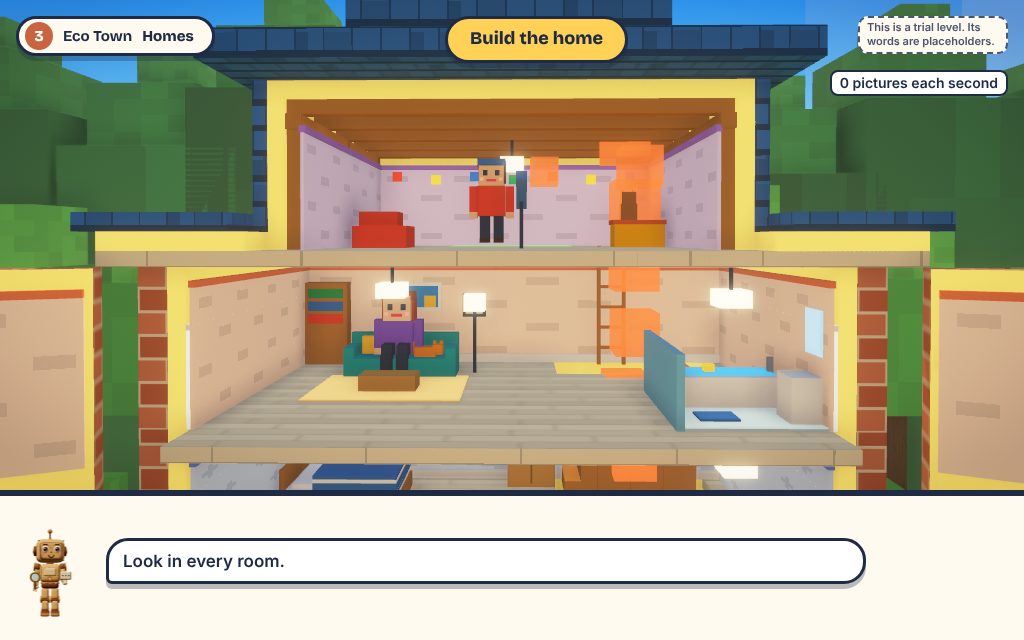 3 Eco Town Homes
Build the home
This is a trial level. Its
words are placeholders.
0 pictures each second
Look in every room.